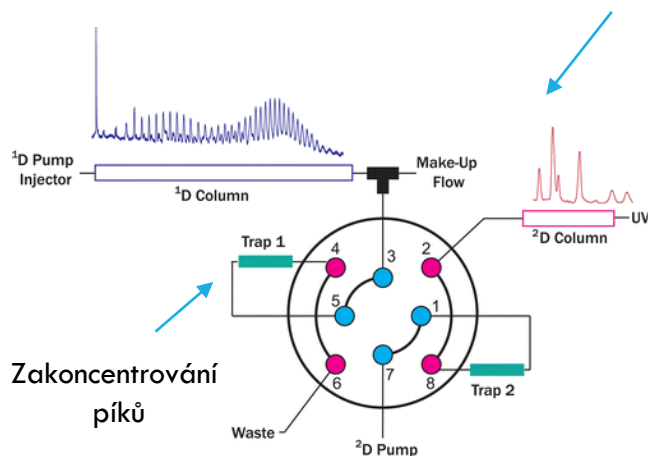 ¹D Pump
Injector
¹D Column
Make-Up
Flow
²D Column
UV
Trap 1
4
3
2
5
1
6
7
8
Trap 2
Zakoncentrování
píků
Waste
²D Pump